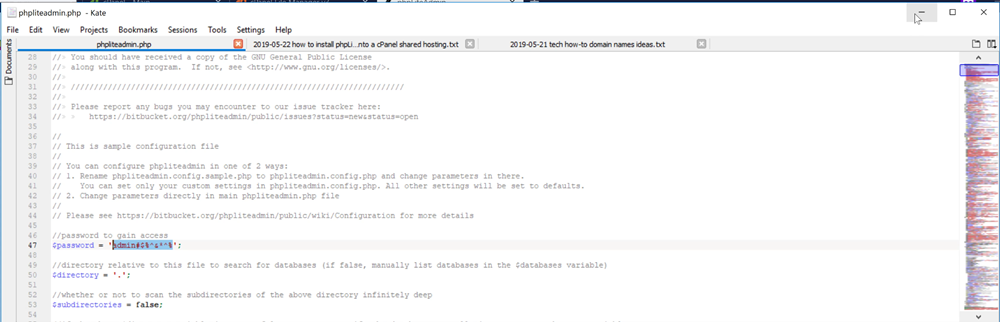 phpliteadmin.php - Kate
File Edit View Projects Bookmarks Sessions Tools Settings Help
phpliteadmin.php 2019-05-22 how to install phpLi...nto a cPanel shared hosting.txt 2019-05-21 tech how-to domain names ideas.txt
Documents
28 // You should have received a copy of the GNU General Public License
29 // along with this program. If not, see <http://www.gnu.org/licenses/>.
30 //
31 // ////////////////////////////////////////////////////////////////////////
32 //
33 // Please report any bugs you may encounter to our issue tracker here:
34 // https://bitbucket.org/phpliteadmin/public/issues?status=new&status=open
35
36 //
37 // This is sample configuration file
38 //
39 // You can configure phpliteadmin in one of 2 ways:
40 // 1. Rename phpliteadmin.config.sample.php to phpliteadmin.config.php and change parameters in there.
41 // You can set only your custom settings in phpliteadmin.config.php. All other settings will be set to defaults.
42 // 2. Change parameters directly in main phpliteadmin.php file
43 //
44 // Please see https://bitbucket.org/phpliteadmin/public/wiki/Configuration for more details
45
46 //password to gain access
47 $password = '
48
49 //directory relative to this file to search for databases (if false, manually list databases in the $databases variable)
50 $directory = '.';
51
52 //whether or not to scan the subdirectories of the above directory infinitely deep
53 $subdirectories = false;
54